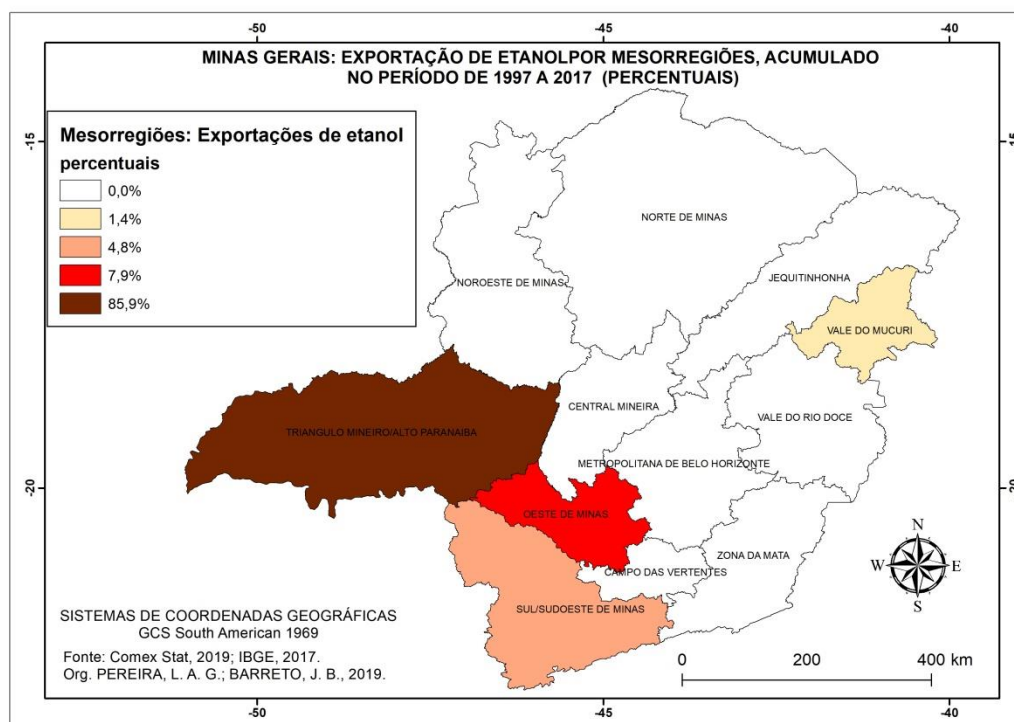 -50 -45 -40
MINAS GERAIS: EXPORTAÇÃO DE ETANOLPOR MESORREGIÕES, ACUMULADO
NO PERÍODO DE 1997 A 2017 (PERCENTUAIS)
Mesorregiões: Exportações de etanol
percentuais
0,0%
1,4%
4,8%
7,9%
85,9%
-15
-15
NORTE DE MINAS
JEQUITINHONHA
NOROESTE DE MINAS
VALE DO MUCURI
CENTRAL MINEIRA
VALE DO RIO DOCE
TRIANGULO MINEIRO/ALTO PARANAIBA
METROPOLITANA DE BELO HORIZONTE
-20
-20
OESTE DE MINAS
ZONA DA MATA
CAMPO DAS VERTENTES
SUL/SUDOESTE DE MINAS
N
W E
S
SISTEMAS DE COORDENADAS GEOGRÁFICAS
GCS South American 1969
Fonte: Comex Stat, 2019; IBGE, 2017.
Org. PEREIRA, L. A. G.; BARRETO, J. B., 2019.
0 200 400 km
-50 -45 -40